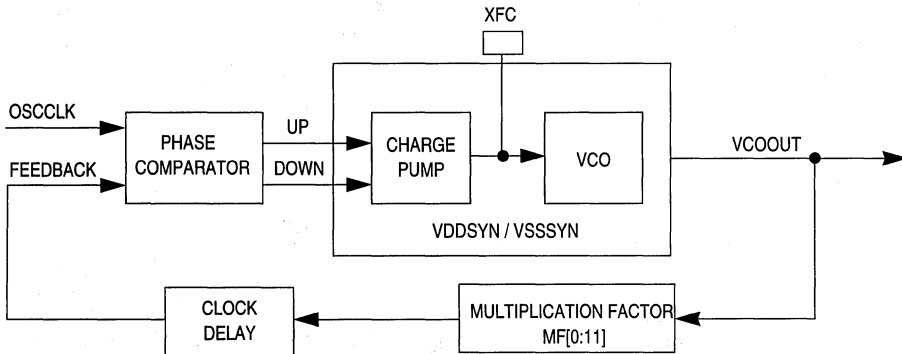 XFC
OSCCLK
FEEDBACK
PHASE
COMPARATOR
UP
DOWN
CHARGE
PUMP
VCO
VDDSYN / VSSSYN
VCOOUT
CLOCK
DELAY
MULTIPLICATION FACTOR
MF[0:11]